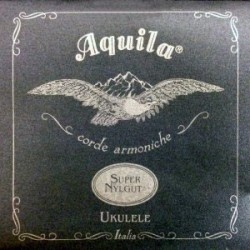 Aquila®
corde armoniche
SUPER
NYLGUT
UKULELE
Italia